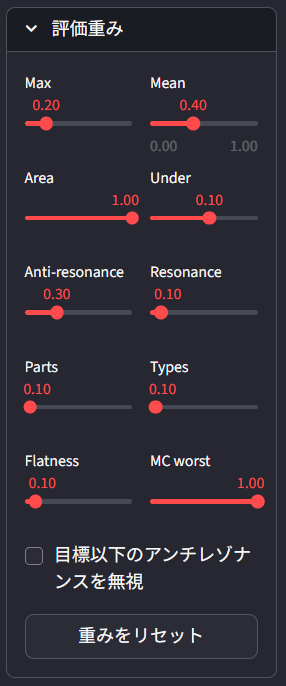 評価重み
Max Mean
0.20 0.40
0.00 1.00
Area Under
1.00 0.10
Anti-resonance Resonance
0.30 0.10
Parts Types
0.10 0.10
Flatness MC worst
0.10 1.00
目標以下のアンチレゾナ
ンスを無視
重みをリセット